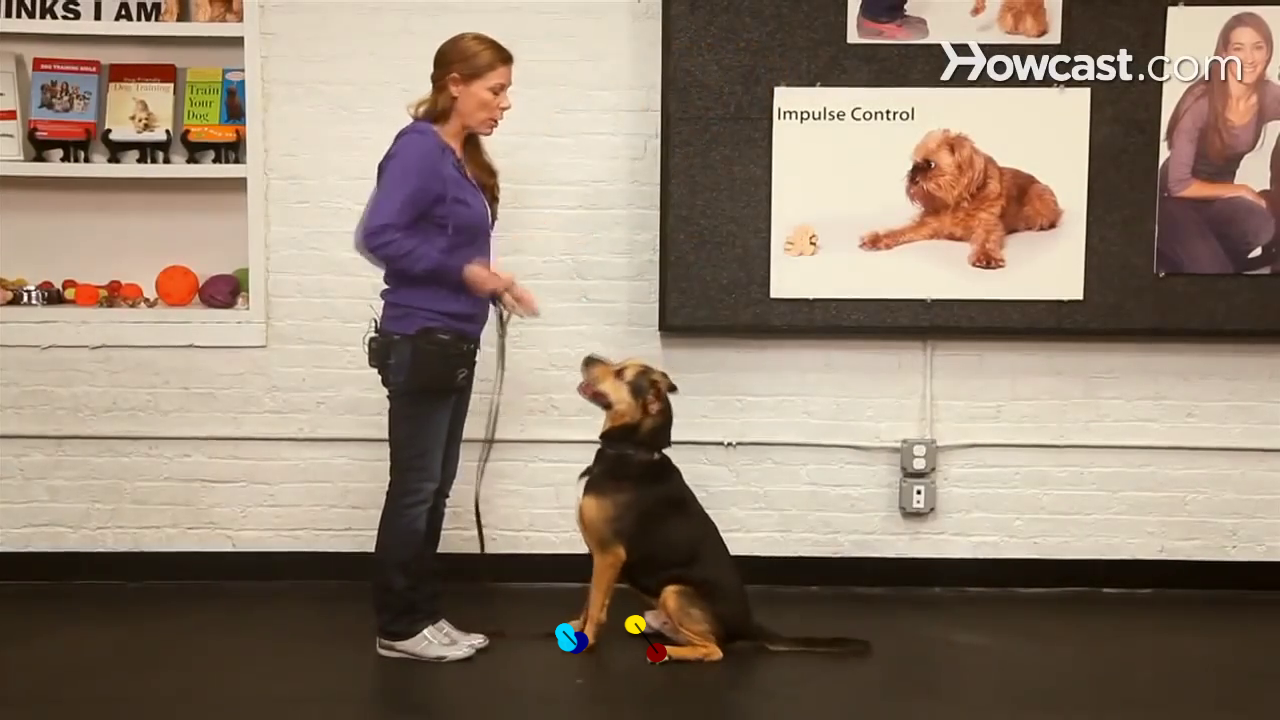 INKS I AM
Howcast.com
DOG TRAINING BIBLE
Dog Friendly
Dog Training
Train
Your
Dog
Impulse Control